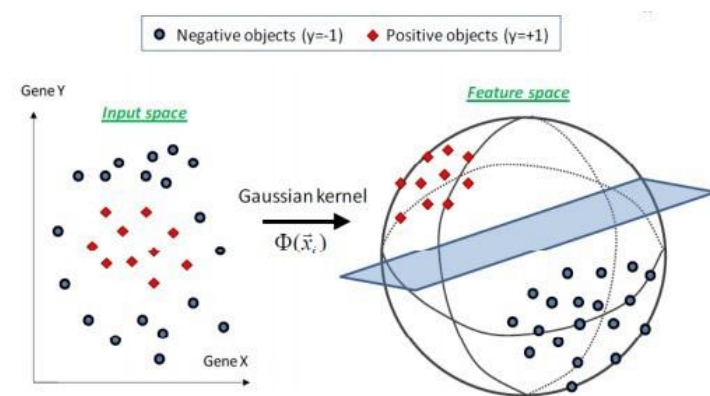 Negative objects (y=-1) Positive objects (y=+1)
Gene Y
Input space
Feature space
Gaussian kernel
Φ(x⃗ᵢ)
Gene X